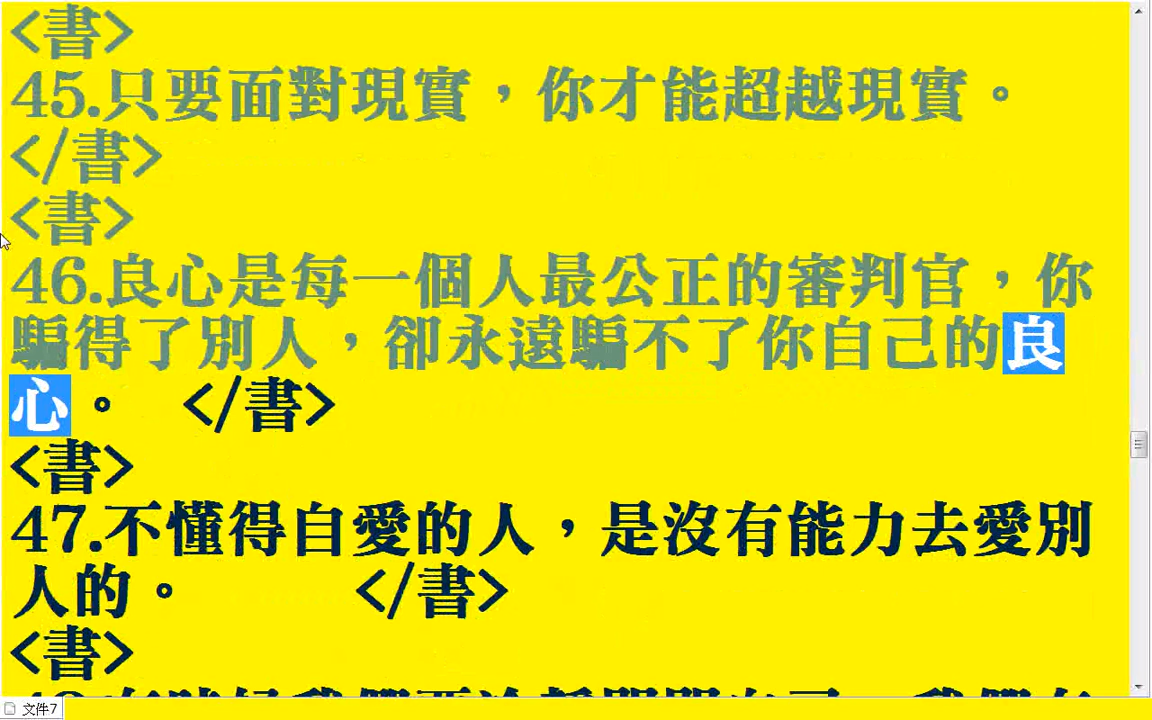 <書>
45.只要面對現實，你才能超越現實。
</書>
<書>
46.良心是每一個人最公正的審判官，你
騙得了別人，卻永遠騙不了你自己的良
心。 </書>
<書>
47.不懂得自愛的人，是沒有能力去愛別
人的。 </書>
<書>
文件7